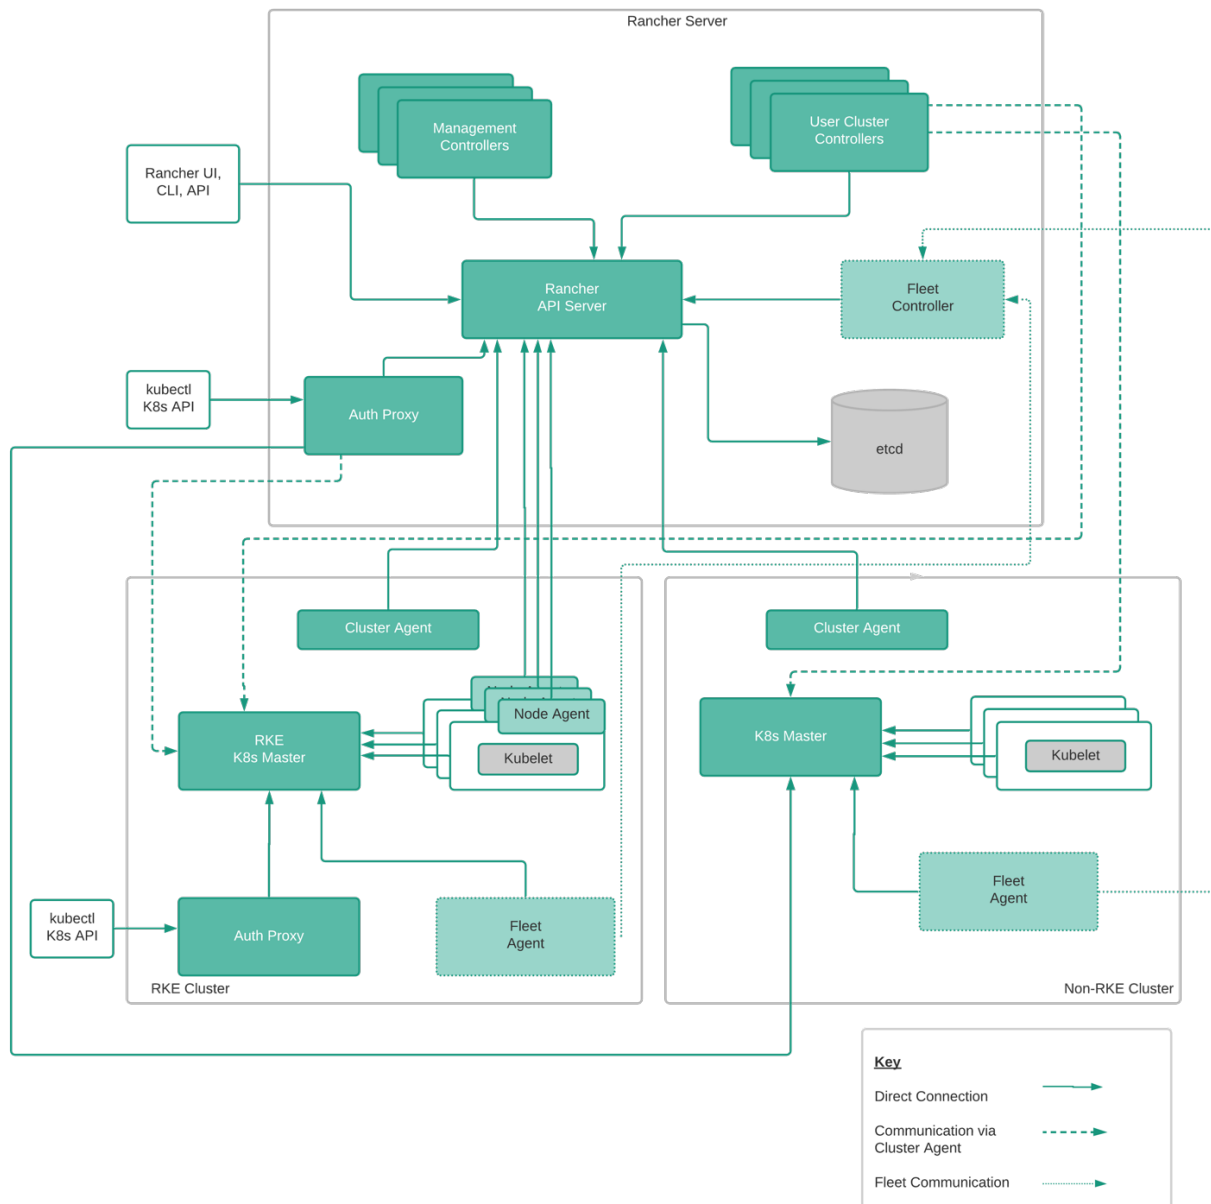 Rancher Server
Management
Controllers
User Cluster
Controllers
Rancher UI,
CLI, API
Rancher
API Server
Fleet
Controller
kubectl
K8s API
Auth Proxy
etcd
Cluster Agent
Cluster Agent
Node Agent
RKE
K8s Master
Kubelet
K8s Master
Kubelet
Fleet
Agent
kubectl
K8s API
Auth Proxy
Fleet
Agent
RKE Cluster
Non-RKE Cluster
Key
Direct Connection
Communication via
Cluster Agent
Fleet Communication